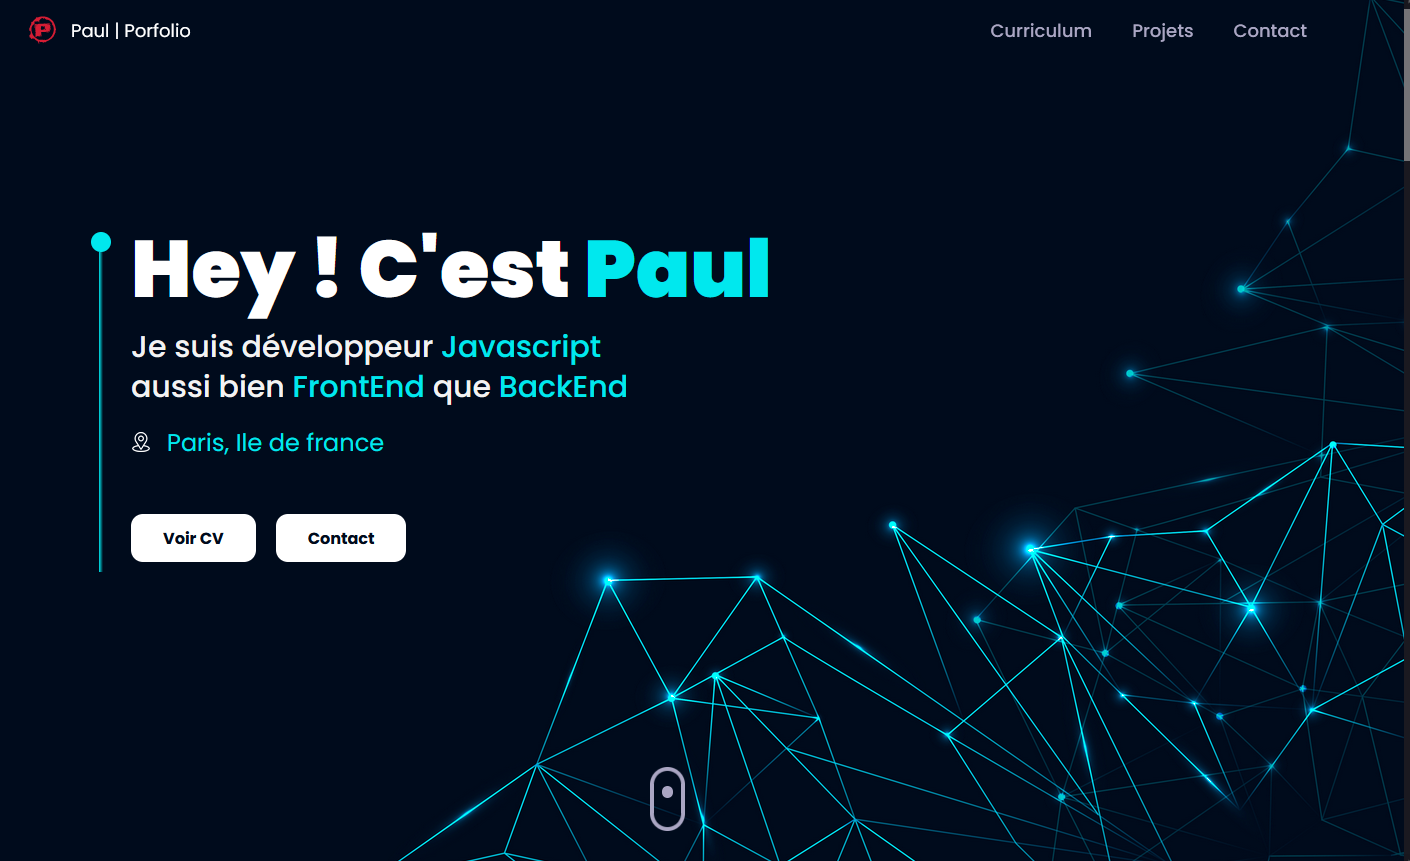 P
Paul | Porfolio
Curriculum Projets Contact
Hey ! C'est Paul
Je suis développeur Javascript
aussi bien FrontEnd que BackEnd
Paris, Ile de france
Voir CV
Contact